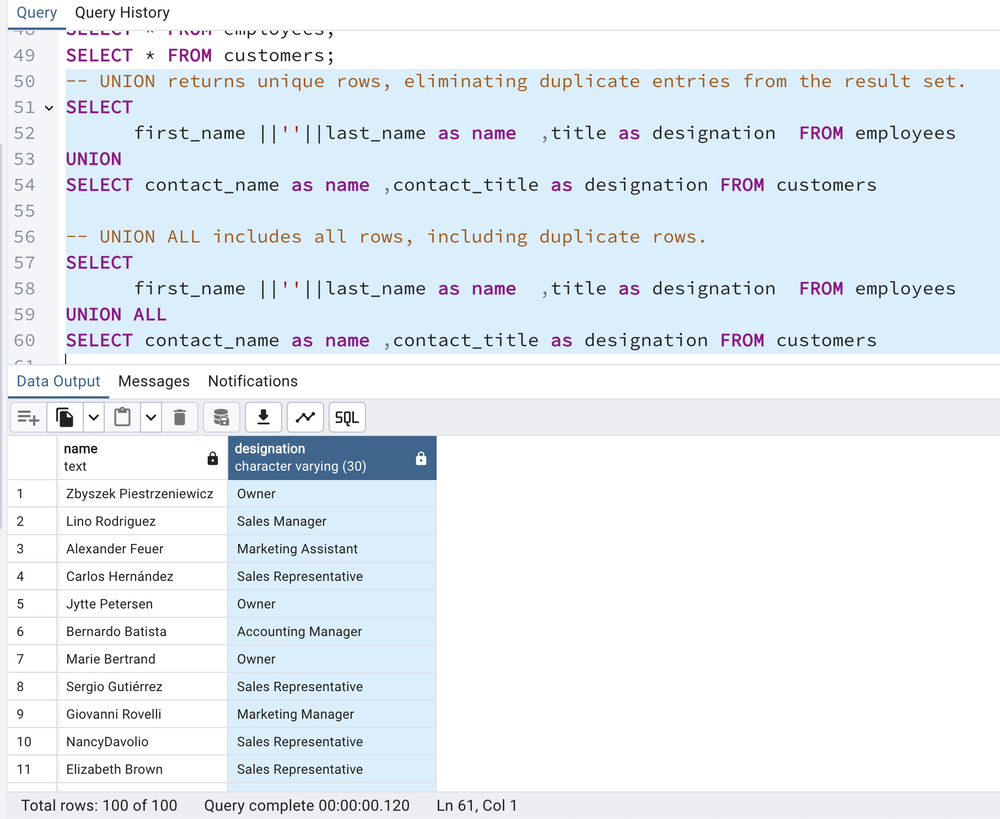 Query Query History
48 SELECT * FROM employees;
49 SELECT * FROM customers;
50 -- UNION returns unique rows, eliminating duplicate entries from the result set.
51 SELECT
52 first_name ||''||last_name as name ,title as designation FROM employees
53 UNION
54 SELECT contact_name as name ,contact_title as designation FROM customers
55
56 -- UNION ALL includes all rows, including duplicate rows.
57 SELECT
58 first_name ||''||last_name as name ,title as designation FROM employees
59 UNION ALL
60 SELECT contact_name as name ,contact_title as designation FROM customers
61
Data Output Messages Notifications
SQL
name designation
text character varying (30)
1 Zbyszek Piestrzeniewicz Owner
2 Lino Rodriguez Sales Manager
3 Alexander Feuer Marketing Assistant
4 Carlos Hernández Sales Representative
5 Jytte Petersen Owner
6 Bernardo Batista Accounting Manager
7 Marie Bertrand Owner
8 Sergio Gutiérrez Sales Representative
9 Giovanni Rovelli Marketing Manager
10 NancyDavolio Sales Representative
11 Elizabeth Brown Sales Representative
Total rows: 100 of 100 Query complete 00:00:00.120 Ln 61, Col 1